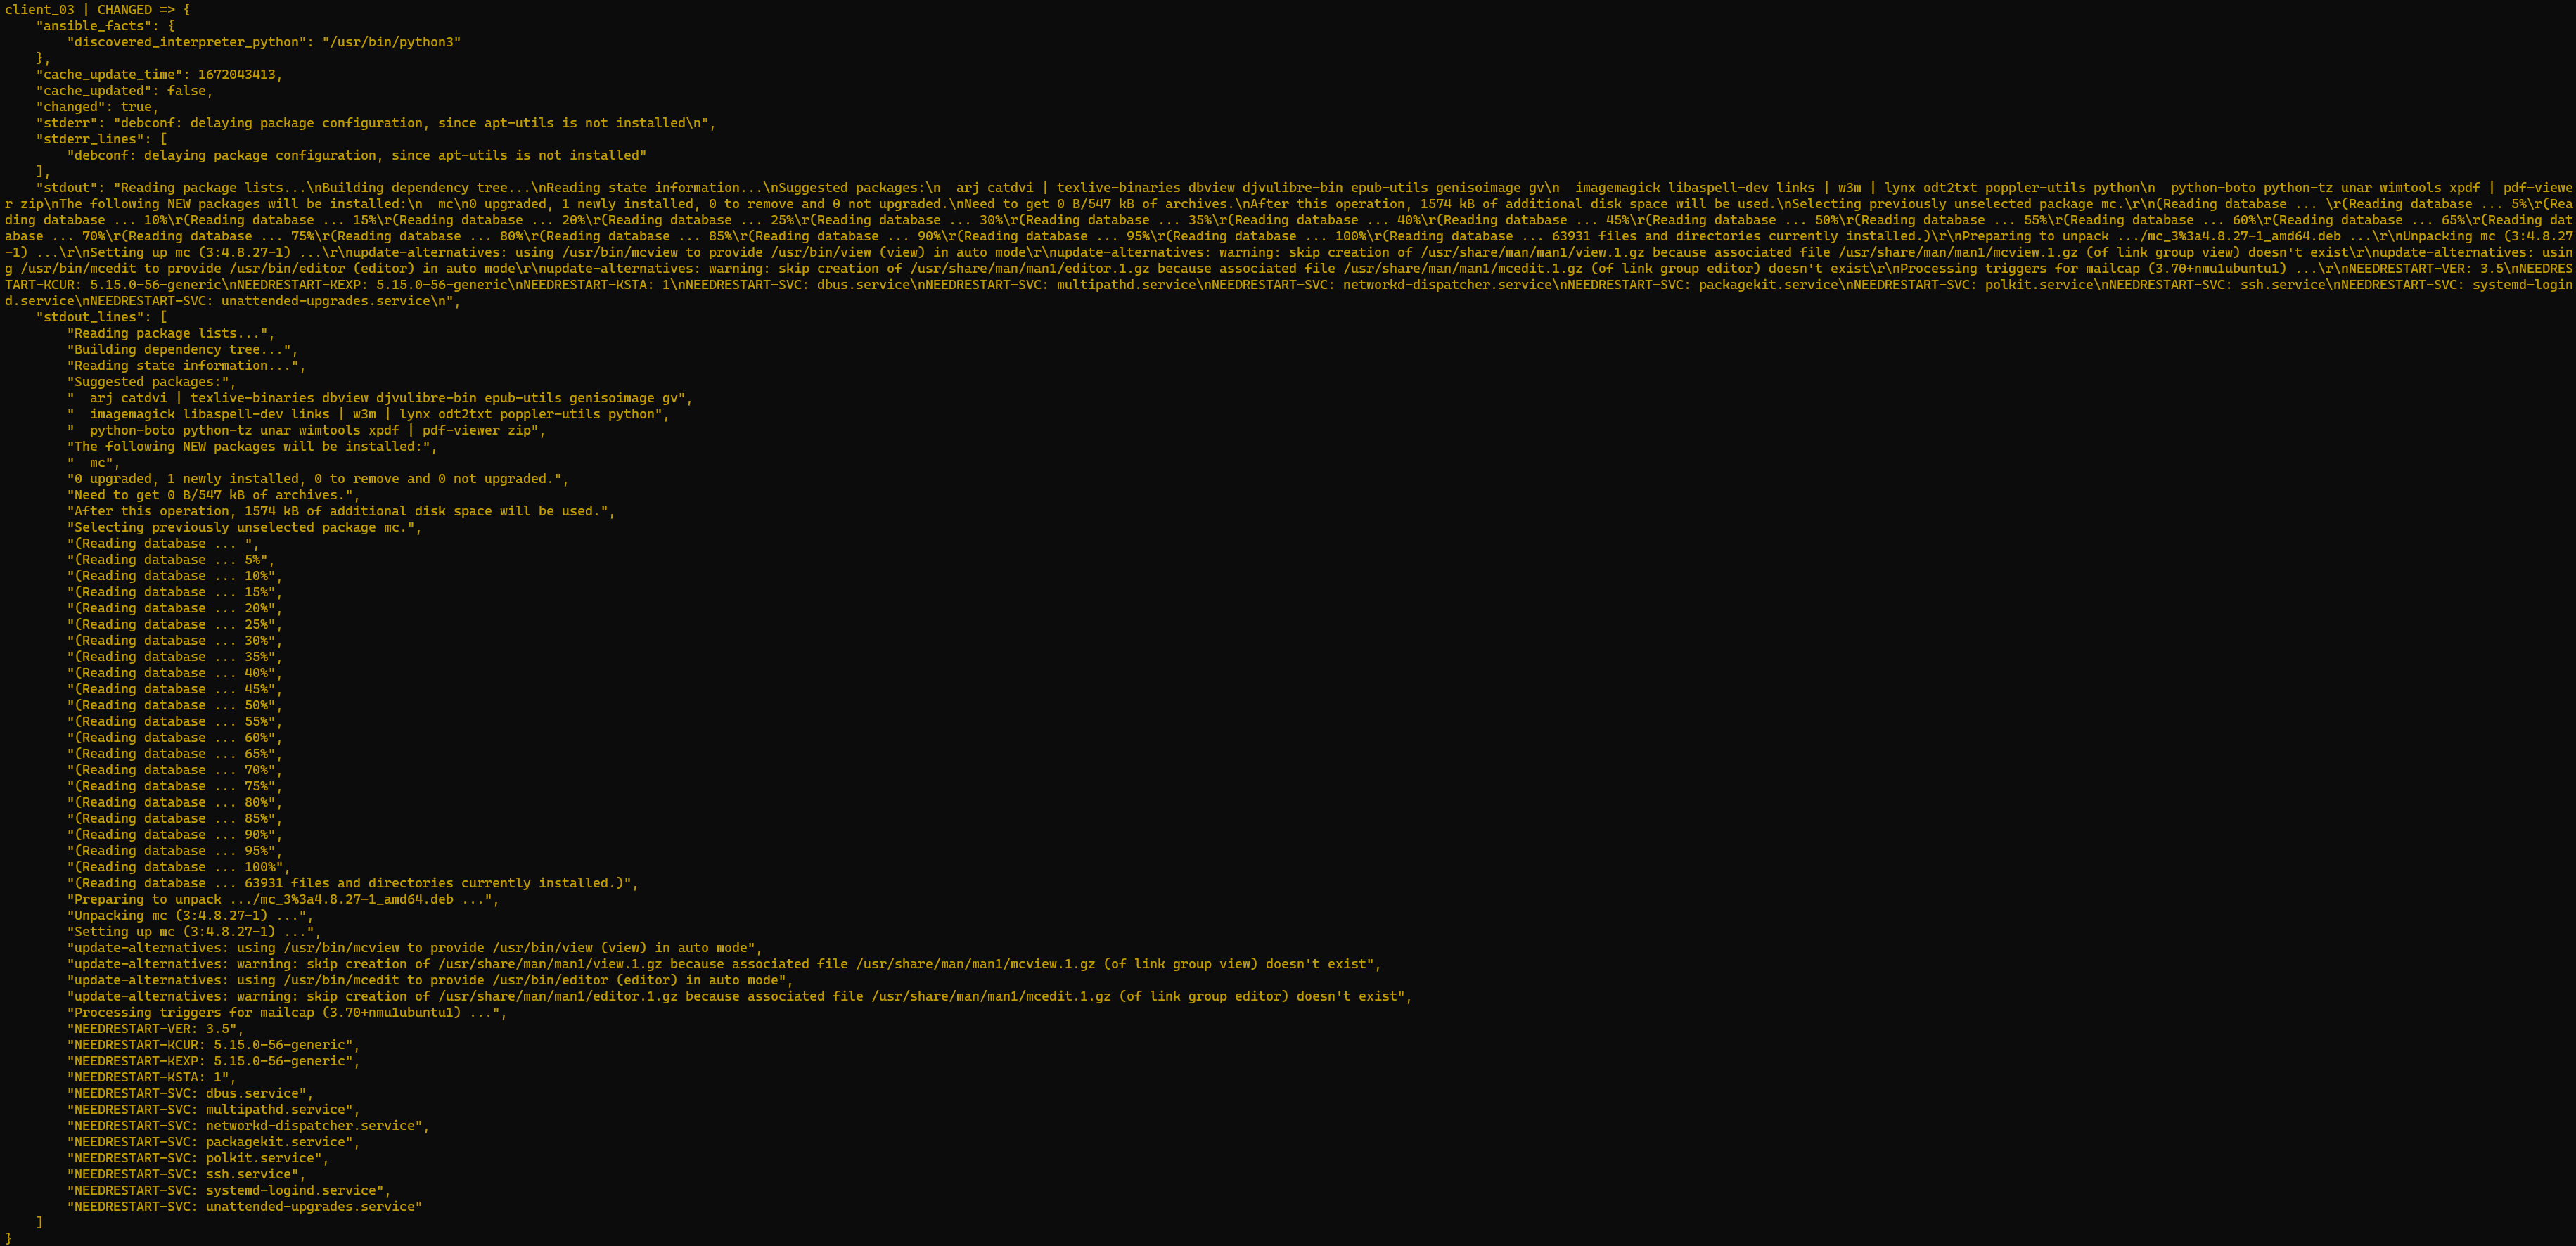 client_03 | CHANGED => {
    "ansible_facts": {
        "discovered_interpreter_python": "/usr/bin/python3"
    },
    "cache_update_time": 1672043413,
    "cache_updated": false,
    "changed": true,
    "stderr": "debconf: delaying package configuration, since apt-utils is not installed\n",
    "stderr_lines": [
        "debconf: delaying package configuration, since apt-utils is not installed"
    ],
    "stdout": "Reading package lists...\nBuilding dependency tree...\nReading state information...\nSuggested packages:\n  arj catdvi | texlive-binaries dbview djvulibre-bin epub-utils genisoimage gv\n  imagemagick libaspell-dev links | w3m | lynx odt2txt poppler-utils python\n  python-boto python-tz unar wimtools xpdf | pdf-viewe
r zip\nThe following NEW packages will be installed:\n  mc\n0 upgraded, 1 newly installed, 0 to remove and 0 not upgraded.\nNeed to get 0 B/547 kB of archives.\nAfter this operation, 1574 kB of additional disk space will be used.\nSelecting previously unselected package mc.\r\n(Reading database ... \r(Reading database ... 5%\r(Rea
ding database ... 10%\r(Reading database ... 15%\r(Reading database ... 20%\r(Reading database ... 25%\r(Reading database ... 30%\r(Reading database ... 35%\r(Reading database ... 40%\r(Reading database ... 45%\r(Reading database ... 50%\r(Reading database ... 55%\r(Reading database ... 60%\r(Reading database ... 65%\r(Reading dat
abase ... 70%\r(Reading database ... 75%\r(Reading database ... 80%\r(Reading database ... 85%\r(Reading database ... 90%\r(Reading database ... 95%\r(Reading database ... 100%\r(Reading database ... 63931 files and directories currently installed.)\r\nPreparing to unpack .../mc_3%3a4.8.27-1_amd64.deb ...\r\nUnpacking mc (3:4.8.27
-1) ...\r\nSetting up mc (3:4.8.27-1) ...\r\nupdate-alternatives: using /usr/bin/mcview to provide /usr/bin/view (view) in auto mode\r\nupdate-alternatives: warning: skip creation of /usr/share/man/man1/view.1.gz because associated file /usr/share/man/man1/mcview.1.gz (of link group view) doesn't exist\r\nupdate-alternatives: usin
g /usr/bin/mcedit to provide /usr/bin/editor (editor) in auto mode\r\nupdate-alternatives: warning: skip creation of /usr/share/man/man1/editor.1.gz because associated file /usr/share/man/man1/mcedit.1.gz (of link group editor) doesn't exist\r\nProcessing triggers for mailcap (3.70+nmu1ubuntu1) ...\r\nNEEDRESTART-VER: 3.5\nNEEDRES
TART-KCUR: 5.15.0-56-generic\nNEEDRESTART-KEXP: 5.15.0-56-generic\nNEEDRESTART-KSTA: 1\nNEEDRESTART-SVC: dbus.service\nNEEDRESTART-SVC: multipathd.service\nNEEDRESTART-SVC: networkd-dispatcher.service\nNEEDRESTART-SVC: packagekit.service\nNEEDRESTART-SVC: polkit.service\nNEEDRESTART-SVC: ssh.service\nNEEDRESTART-SVC: systemd-login
d.service\nNEEDRESTART-SVC: unattended-upgrades.service\n",
    "stdout_lines": [
        "Reading package lists...",
        "Building dependency tree...",
        "Reading state information...",
        "Suggested packages:",
        "  arj catdvi | texlive-binaries dbview djvulibre-bin epub-utils genisoimage gv",
        "  imagemagick libaspell-dev links | w3m | lynx odt2txt poppler-utils python",
        "  python-boto python-tz unar wimtools xpdf | pdf-viewer zip",
        "The following NEW packages will be installed:",
        "  mc",
        "0 upgraded, 1 newly installed, 0 to remove and 0 not upgraded.",
        "Need to get 0 B/547 kB of archives.",
        "After this operation, 1574 kB of additional disk space will be used.",
        "Selecting previously unselected package mc.",
        "(Reading database ... ",
        "(Reading database ... 5%",
        "(Reading database ... 10%",
        "(Reading database ... 15%",
        "(Reading database ... 20%",
        "(Reading database ... 25%",
        "(Reading database ... 30%",
        "(Reading database ... 35%",
        "(Reading database ... 40%",
        "(Reading database ... 45%",
        "(Reading database ... 50%",
        "(Reading database ... 55%",
        "(Reading database ... 60%",
        "(Reading database ... 65%",
        "(Reading database ... 70%",
        "(Reading database ... 75%",
        "(Reading database ... 80%",
        "(Reading database ... 85%",
        "(Reading database ... 90%",
        "(Reading database ... 95%",
        "(Reading database ... 100%",
        "(Reading database ... 63931 files and directories currently installed.)",
        "Preparing to unpack .../mc_3%3a4.8.27-1_amd64.deb ...",
        "Unpacking mc (3:4.8.27-1) ...",
        "Setting up mc (3:4.8.27-1) ...",
        "update-alternatives: using /usr/bin/mcview to provide /usr/bin/view (view) in auto mode",
        "update-alternatives: warning: skip creation of /usr/share/man/man1/view.1.gz because associated file /usr/share/man/man1/mcview.1.gz (of link group view) doesn't exist",
        "update-alternatives: using /usr/bin/mcedit to provide /usr/bin/editor (editor) in auto mode",
        "update-alternatives: warning: skip creation of /usr/share/man/man1/editor.1.gz because associated file /usr/share/man/man1/mcedit.1.gz (of link group editor) doesn't exist",
        "Processing triggers for mailcap (3.70+nmu1ubuntu1) ...",
        "NEEDRESTART-VER: 3.5",
        "NEEDRESTART-KCUR: 5.15.0-56-generic",
        "NEEDRESTART-KEXP: 5.15.0-56-generic",
        "NEEDRESTART-KSTA: 1",
        "NEEDRESTART-SVC: dbus.service",
        "NEEDRESTART-SVC: multipathd.service",
        "NEEDRESTART-SVC: networkd-dispatcher.service",
        "NEEDRESTART-SVC: packagekit.service",
        "NEEDRESTART-SVC: polkit.service",
        "NEEDRESTART-SVC: ssh.service",
        "NEEDRESTART-SVC: systemd-logind.service",
        "NEEDRESTART-SVC: unattended-upgrades.service"
    ]
}